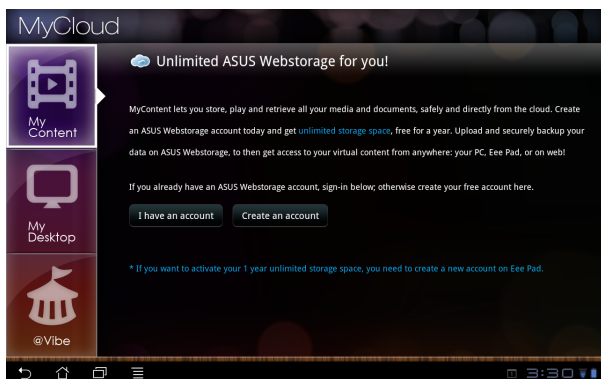 MyCloud
My
Content
My
Desktop
@Vibe
Unlimited ASUS Webstorage for you!
MyContent lets you store, play and retrieve all your media and documents, safely and directly from the cloud. Create
an ASUS Webstorage account today and get unlimited storage space, free for a year. Upload and securely backup your
data on ASUS Webstorage, to then get access to your virtual content from anywhere: your PC, Eee Pad, or on web!
If you already have an ASUS Webstorage account, sign-in below; otherwise create your free account here.
I have an account
Create an account
* If you want to activate your 1 year unlimited storage space, you need to create a new account on Eee Pad.
3:30